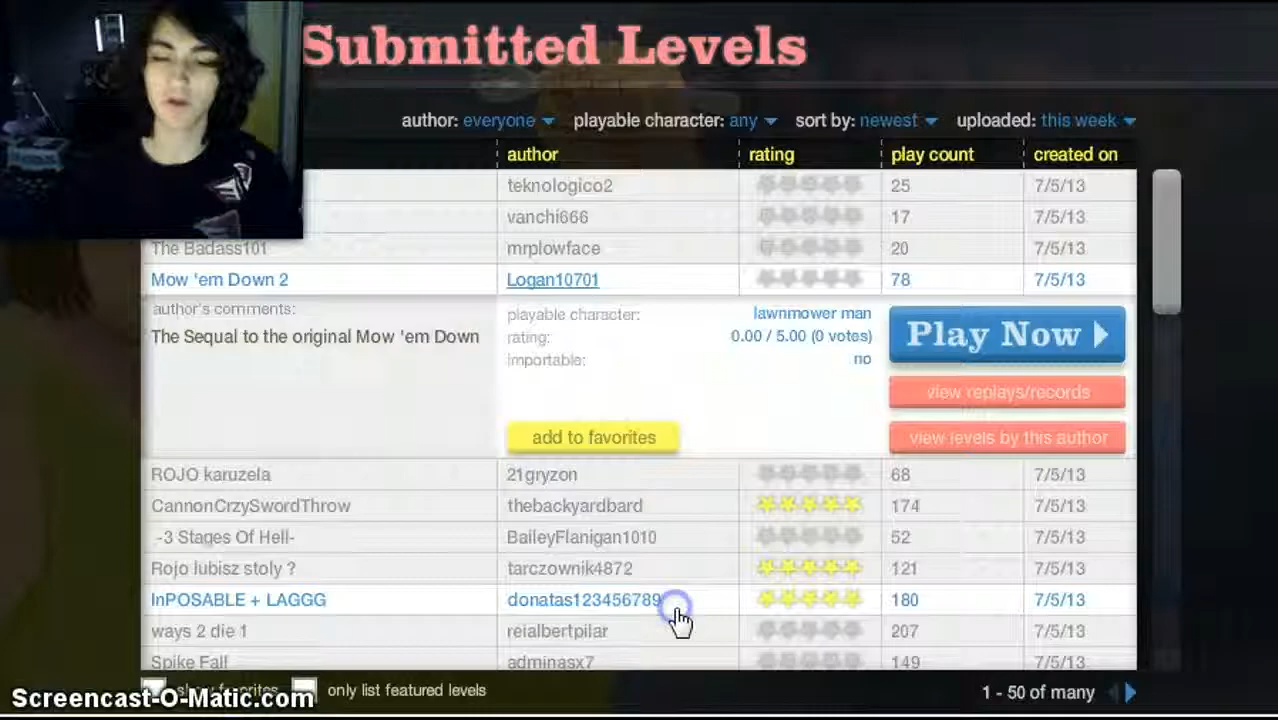 Submitted Levels
author: everyone playable character: any sort by: newest uploaded: this week
author rating play count created on
teknologico2 25 7/5/13
vanchi666 17 7/5/13
The Badass101 mrplowface 20 7/5/13
Mow 'em Down 2 Logan10701 78 7/5/13
author's comments:
The Sequal to the original Mow 'em Down
playable character: lawnmower man
rating: 0.00 / 5.00 (0 votes)
importable: no
add to favorites
Play Now
view replays/records
view levels by this author
ROJO karuzela 21gryzon 68 7/5/13
CannonCrzySwordThrow thebackyardbard 174 7/5/13
-3 Stages Of Hell- BaileyFlanigan1010 52 7/5/13
Rojo lubisz stoly ? tarczownik4872 121 7/5/13
InPOSABLE + LAGGG donatas123456789 180 7/5/13
ways 2 die 1 reialbertpilar 207 7/5/13
Spike Fall adminasx7 149 7/5/13
favorites only list featured levels 1 - 50 of many
Screencast-O-Matic.com